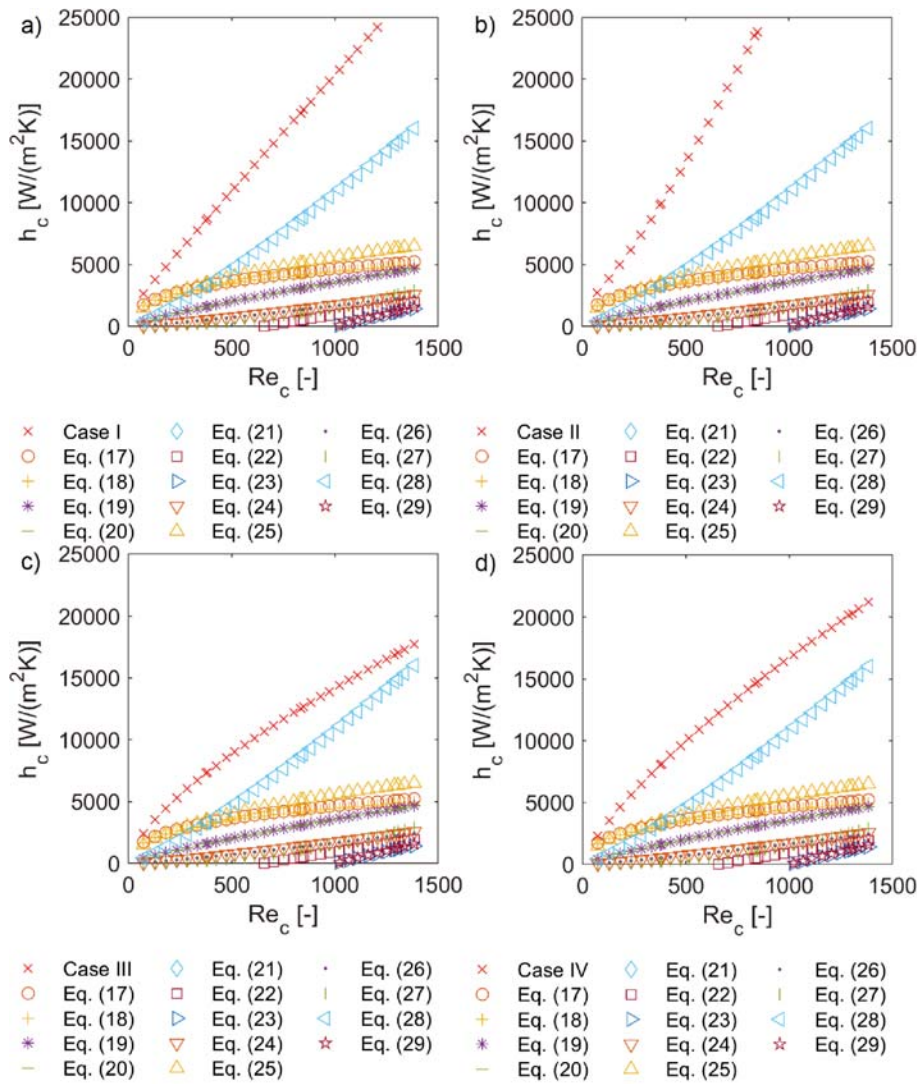 a)
h_c [W/(m²K)]
25000
20000
15000
10000
5000
0
0 500 1000 1500
Re_c [-]
b)
h_c [W/(m²K)]
25000
20000
15000
10000
5000
0
0 500 1000 1500
Re_c [-]
Case I Eq. (21) Eq. (26)
Eq. (17) Eq. (22) Eq. (27)
Eq. (18) Eq. (23) Eq. (28)
Eq. (19) Eq. (24) Eq. (29)
Eq. (20) Eq. (25)
Case II Eq. (21) Eq. (26)
Eq. (17) Eq. (22) Eq. (27)
Eq. (18) Eq. (23) Eq. (28)
Eq. (19) Eq. (24) Eq. (29)
Eq. (20) Eq. (25)
c)
h_c [W/(m²K)]
25000
20000
15000
10000
5000
0
0 500 1000 1500
Re_c [-]
d)
h_c [W/(m²K)]
25000
20000
15000
10000
5000
0
0 500 1000 1500
Re_c [-]
Case III Eq. (21) Eq. (26)
Eq. (17) Eq. (22) Eq. (27)
Eq. (18) Eq. (23) Eq. (28)
Eq. (19) Eq. (24) Eq. (29)
Eq. (20) Eq. (25)
Case IV Eq. (21) Eq. (26)
Eq. (17) Eq. (22) Eq. (27)
Eq. (18) Eq. (23) Eq. (28)
Eq. (19) Eq. (24) Eq. (29)
Eq. (20) Eq. (25)